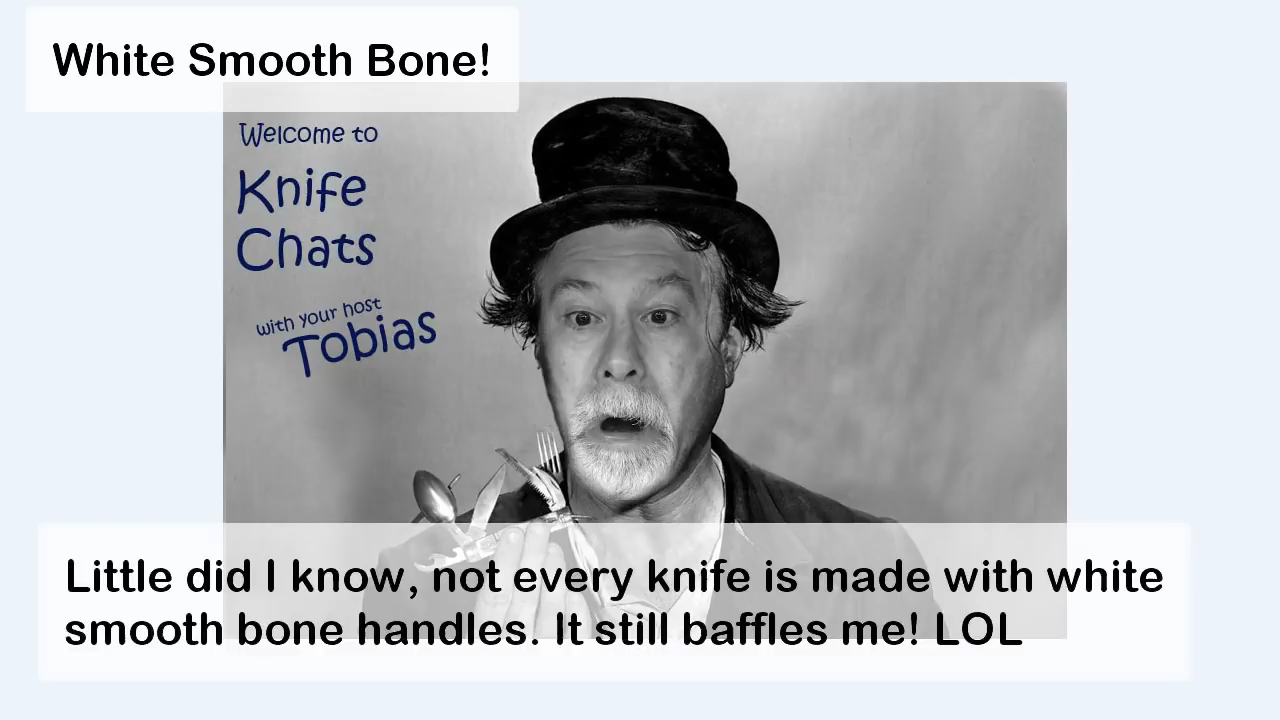 White Smooth Bone!
Welcome to
Knife
Chats
with your host
Tobias
Little did I know, not every knife is made with white
smooth bone handles. It still baffles me! LOL